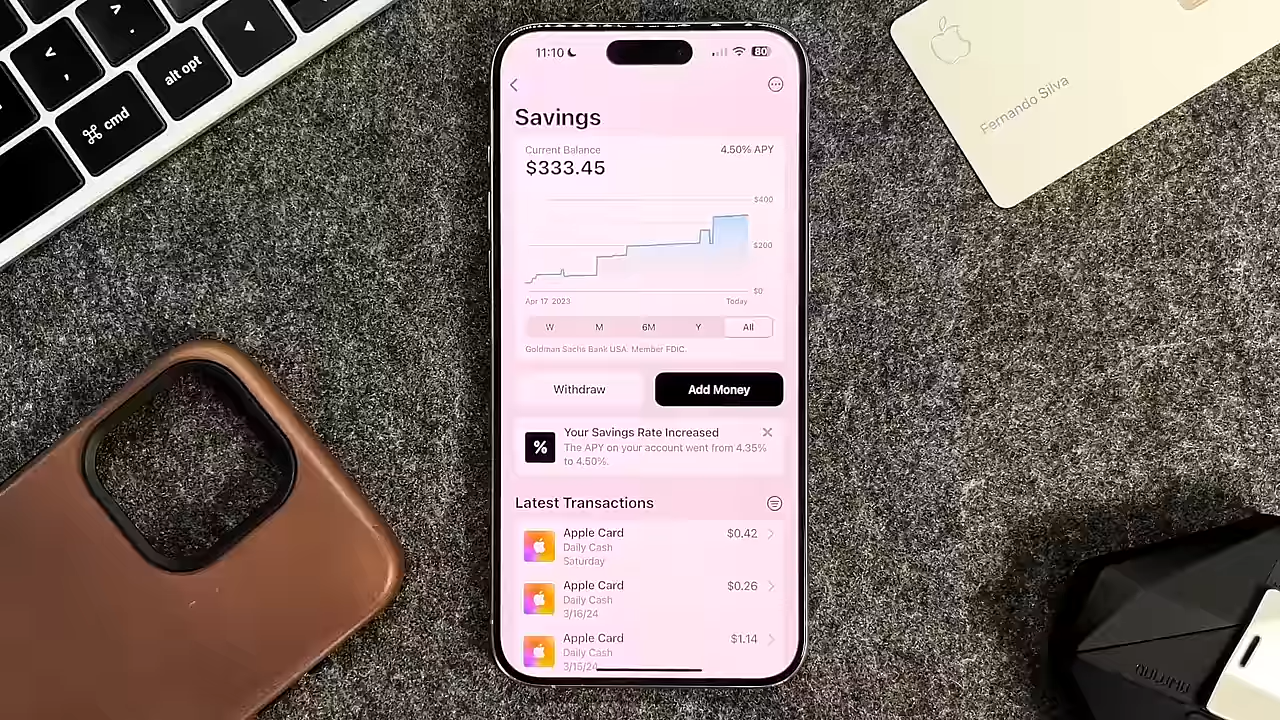 alt opt
⌘ cmd
11:10
80
Savings
Current Balance
4.50% APY
$333.45
$400
$200
$0
Apr 17 2023
Today
W M 6M Y All
Goldman Sachs Bank USA. Member FDIC.
Withdraw
Add Money
Your Savings Rate Increased
The APY on your account went from 4.35%
to 4.50%.
%
Latest Transactions
Apple Card
$0.42
Daily Cash
Saturday
Apple Card
$0.26
Daily Cash
3/16/24
Apple Card
$1.14
Daily Cash
3/15/24
Fernando Silva